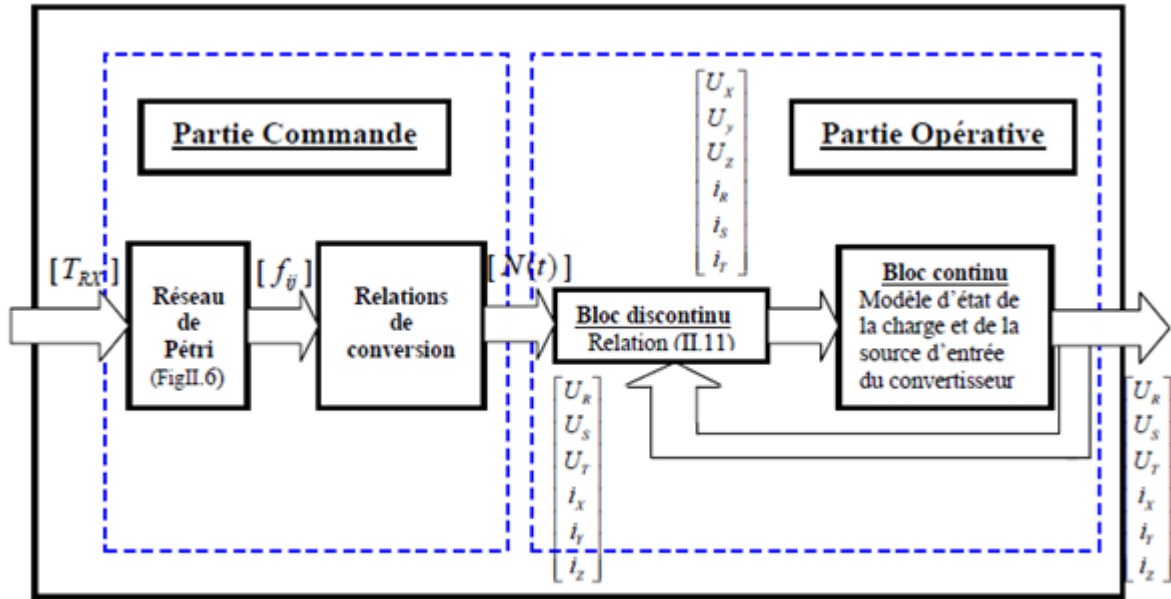 Partie Commande
[T_RX]
Réseau
de
Pétri
(FigII.6)
[f_ij]
Relations
de
conversion
[N(t)]
Partie Opérative
U_X
U_y
U_Z
i_R
i_S
i_T
Bloc discontinu
Relation (II.11)
Bloc continu
Modèle d'état de
la charge et de la
source d'entrée
du convertisseur
U_R
U_S
U_T
i_X
i_Y
i_Z
U_R
U_S
U_T
i_X
i_Y
i_Z